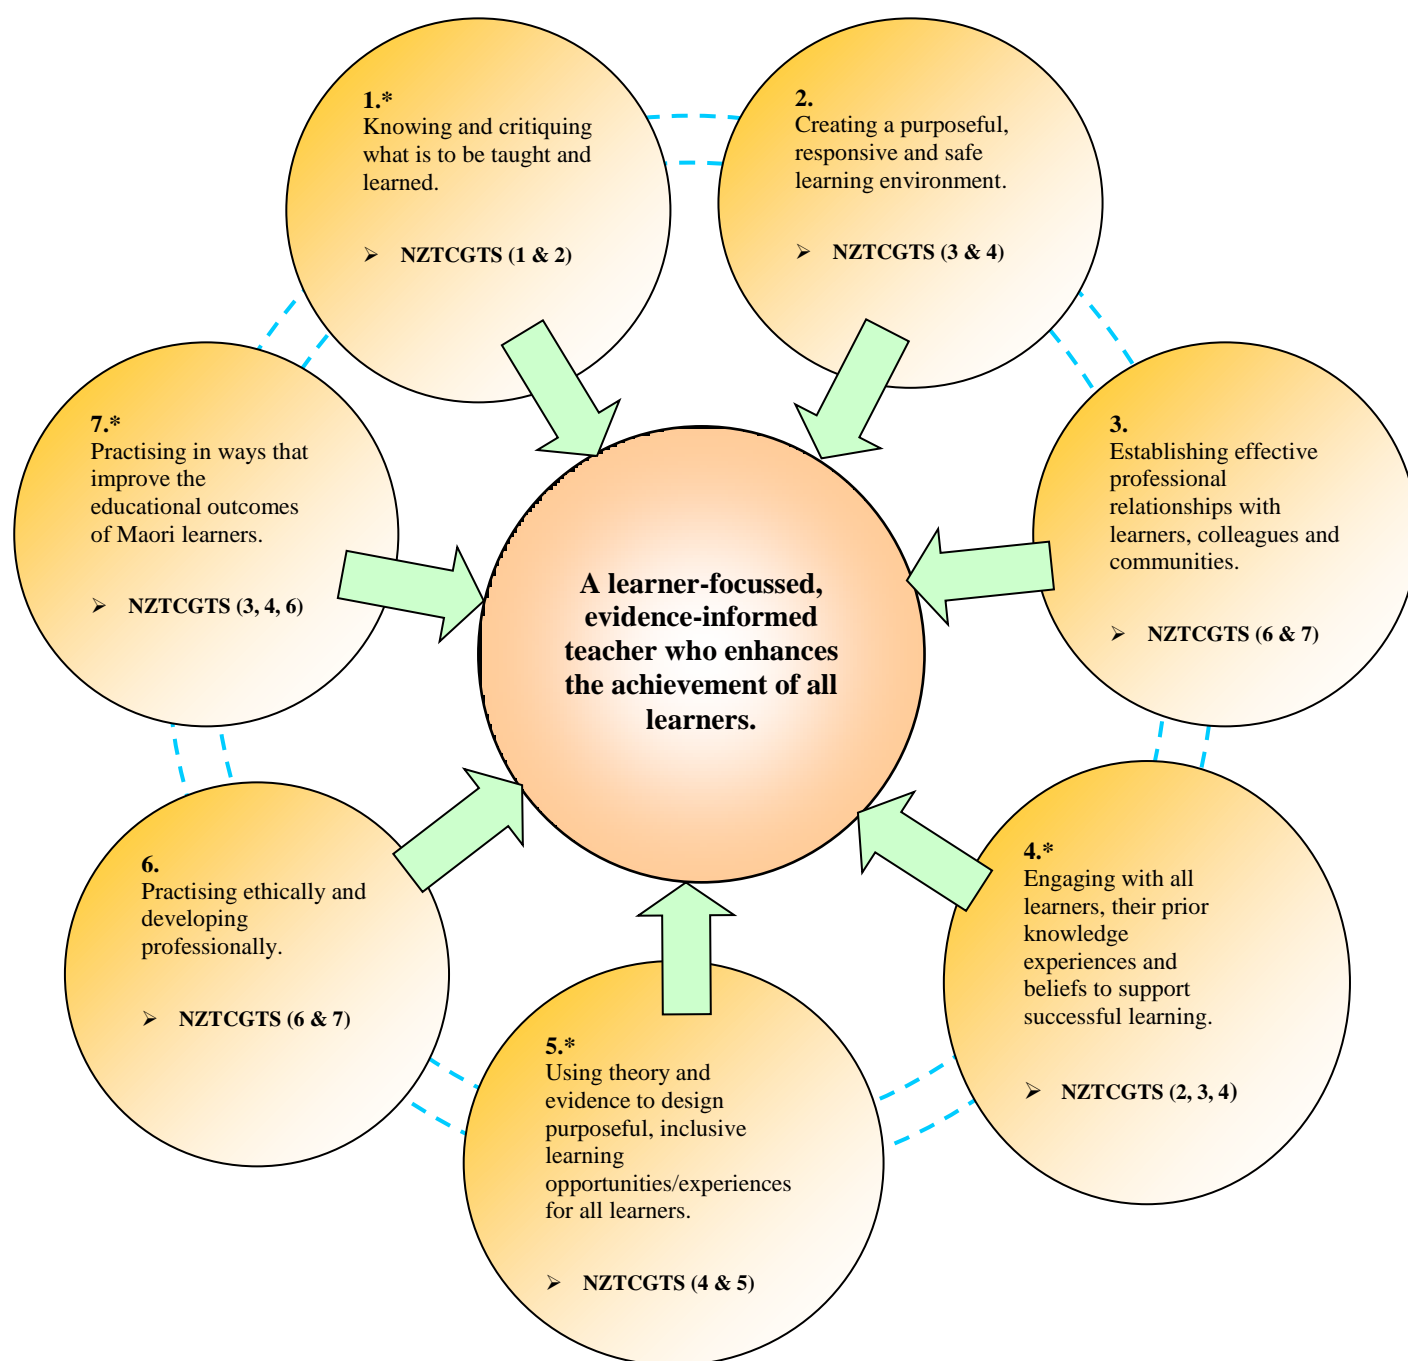 1.*
Knowing and critiquing
what is to be taught and
learned.
➢ NZTCGTS (1 & 2)
2.
Creating a purposeful,
responsive and safe
learning environment.
➢ NZTCGTS (3 & 4)
3.
Establishing effective
professional
relationships with
learners, colleagues and
communities.
➢ NZTCGTS (6 & 7)
4.*
Engaging with all
learners, their prior
knowledge
experiences and
beliefs to support
successful learning.
➢ NZTCGTS (2, 3, 4)
5.*
Using theory and
evidence to design
purposeful, inclusive
learning
opportunities/experiences
for all learners.
➢ NZTCGTS (4 & 5)
6.
Practising ethically and
developing
professionally.
➢ NZTCGTS (6 & 7)
7.*
Practising in ways that
improve the
educational outcomes
of Maori learners.
➢ NZTCGTS (3, 4, 6)
A learner-focussed,
evidence-informed
teacher who enhances
the achievement of all
learners.